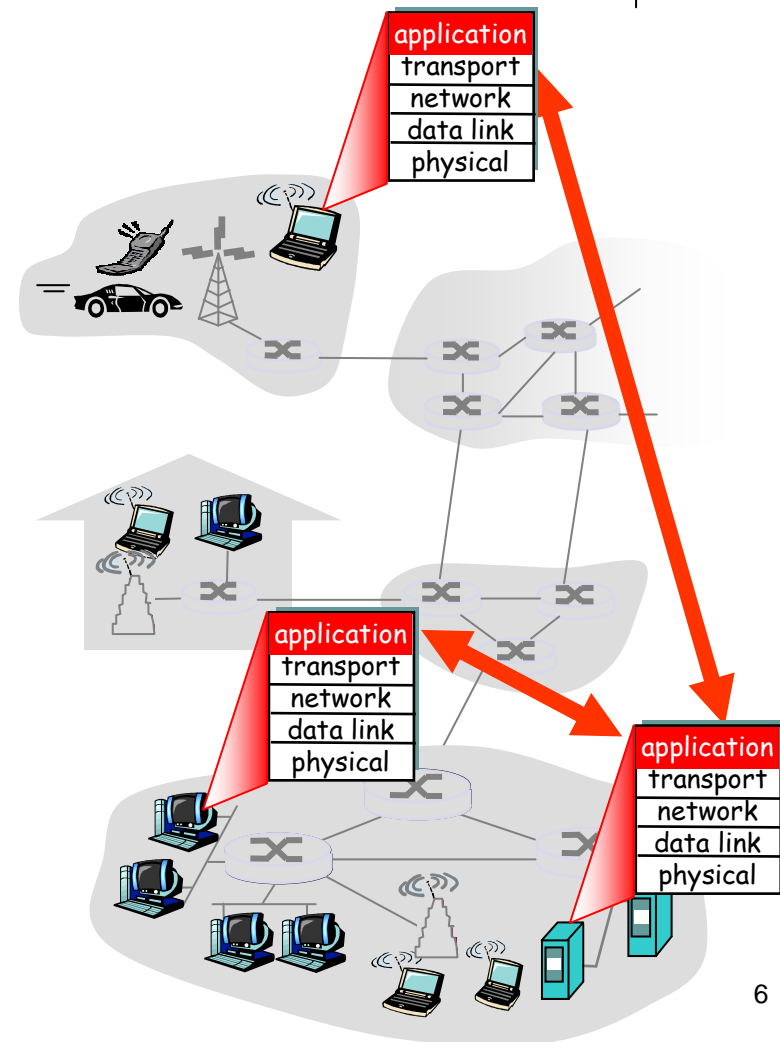 application
transport
network
data link
physical
application
transport
network
data link
physical
application
transport
network
data link
physical
6